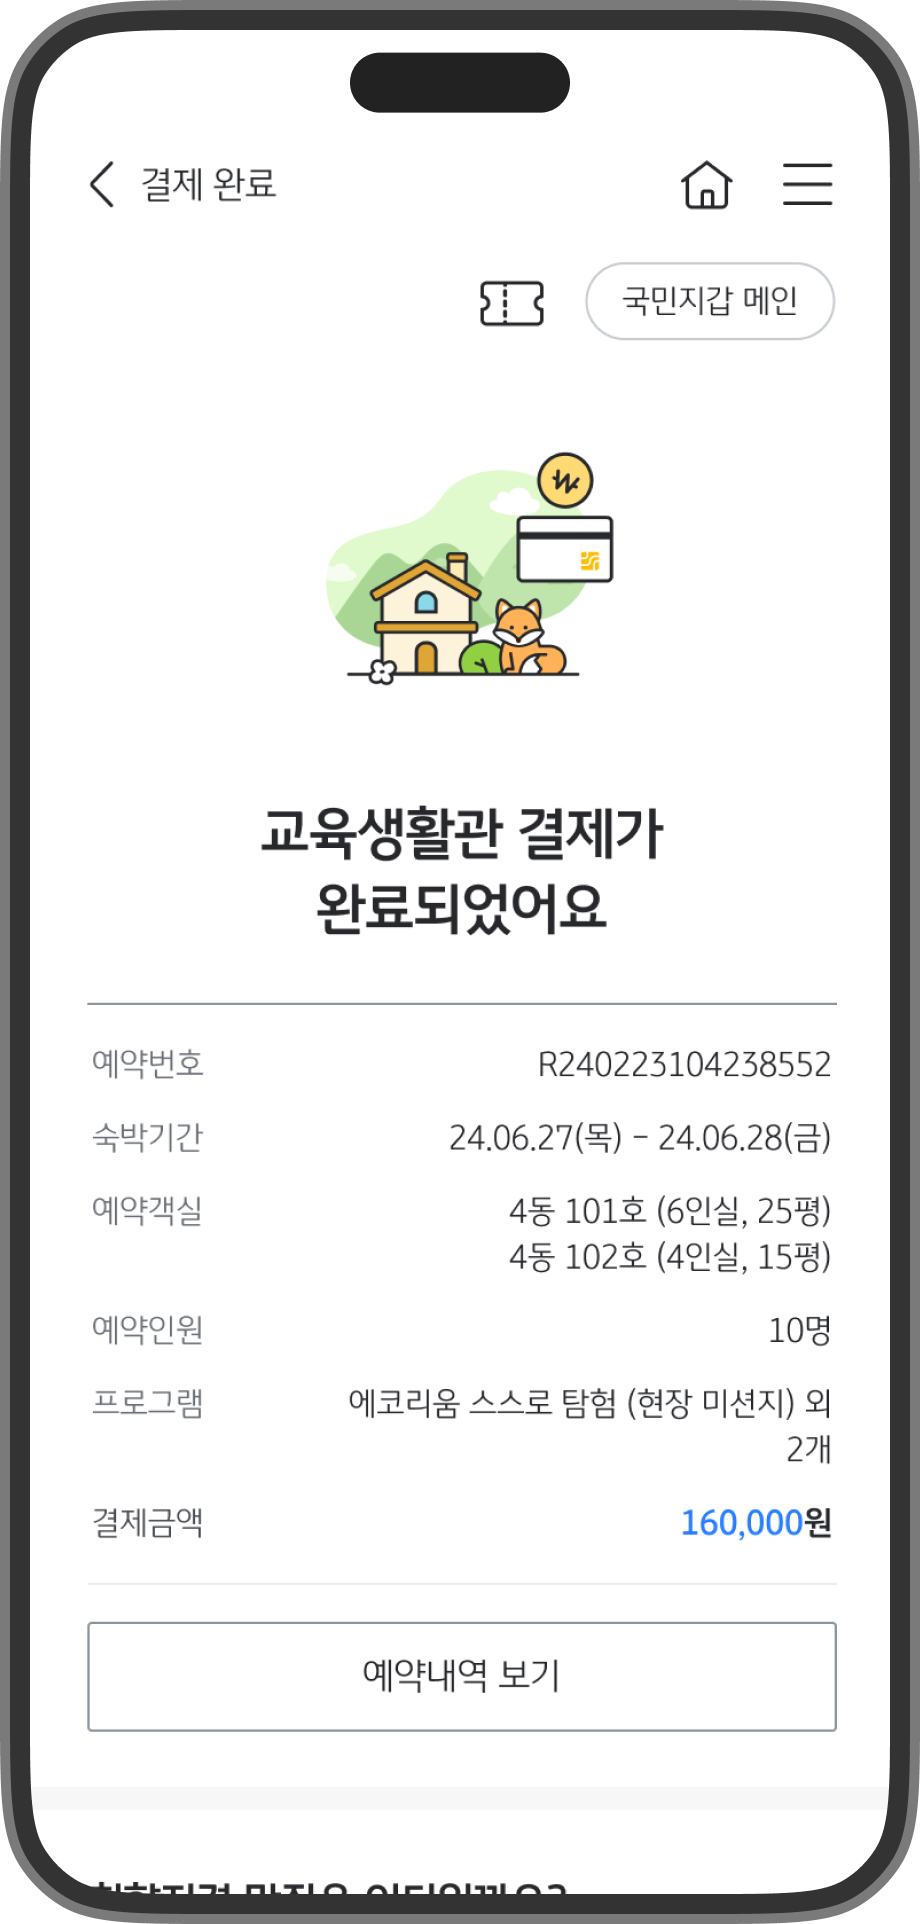 결제 완료
국민지갑 메인
₩
교육생활관 결제가
완료되었어요
예약번호 R240223104238552
숙박기간 24.06.27(목) - 24.06.28(금)
예약객실 4동 101호 (6인실, 25평)
4동 102호 (4인실, 15평)
예약인원 10명
프로그램 에코리움 스스로 탐험 (현장 미션지) 외
2개
결제금액 160,000원
예약내역 보기